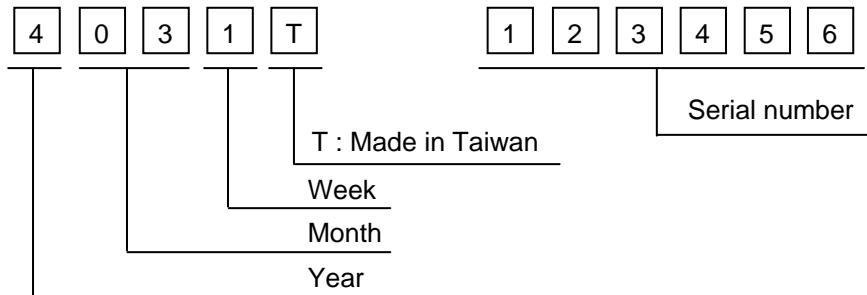 4 0 3 1 T 1 2 3 4 5 6
Serial number
T : Made in Taiwan
Week
Month
Year